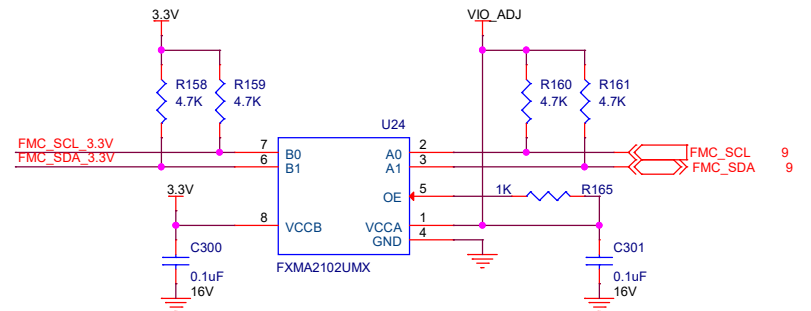 3.3V
VIO_ADJ
R158
4.7K
R159
4.7K
R160
4.7K
R161
4.7K
U24
FMC_SCL_3.3V
FMC_SDA_3.3V
7
6
B0
B1
A0
A1
2
3
FMC_SCL 9
FMC_SDA 9
OE
5
1K
R165
3.3V
8
VCCB
VCCA
GND
1
4
C300
0.1uF
16V
FXMA2102UMX
C301
0.1uF
16V